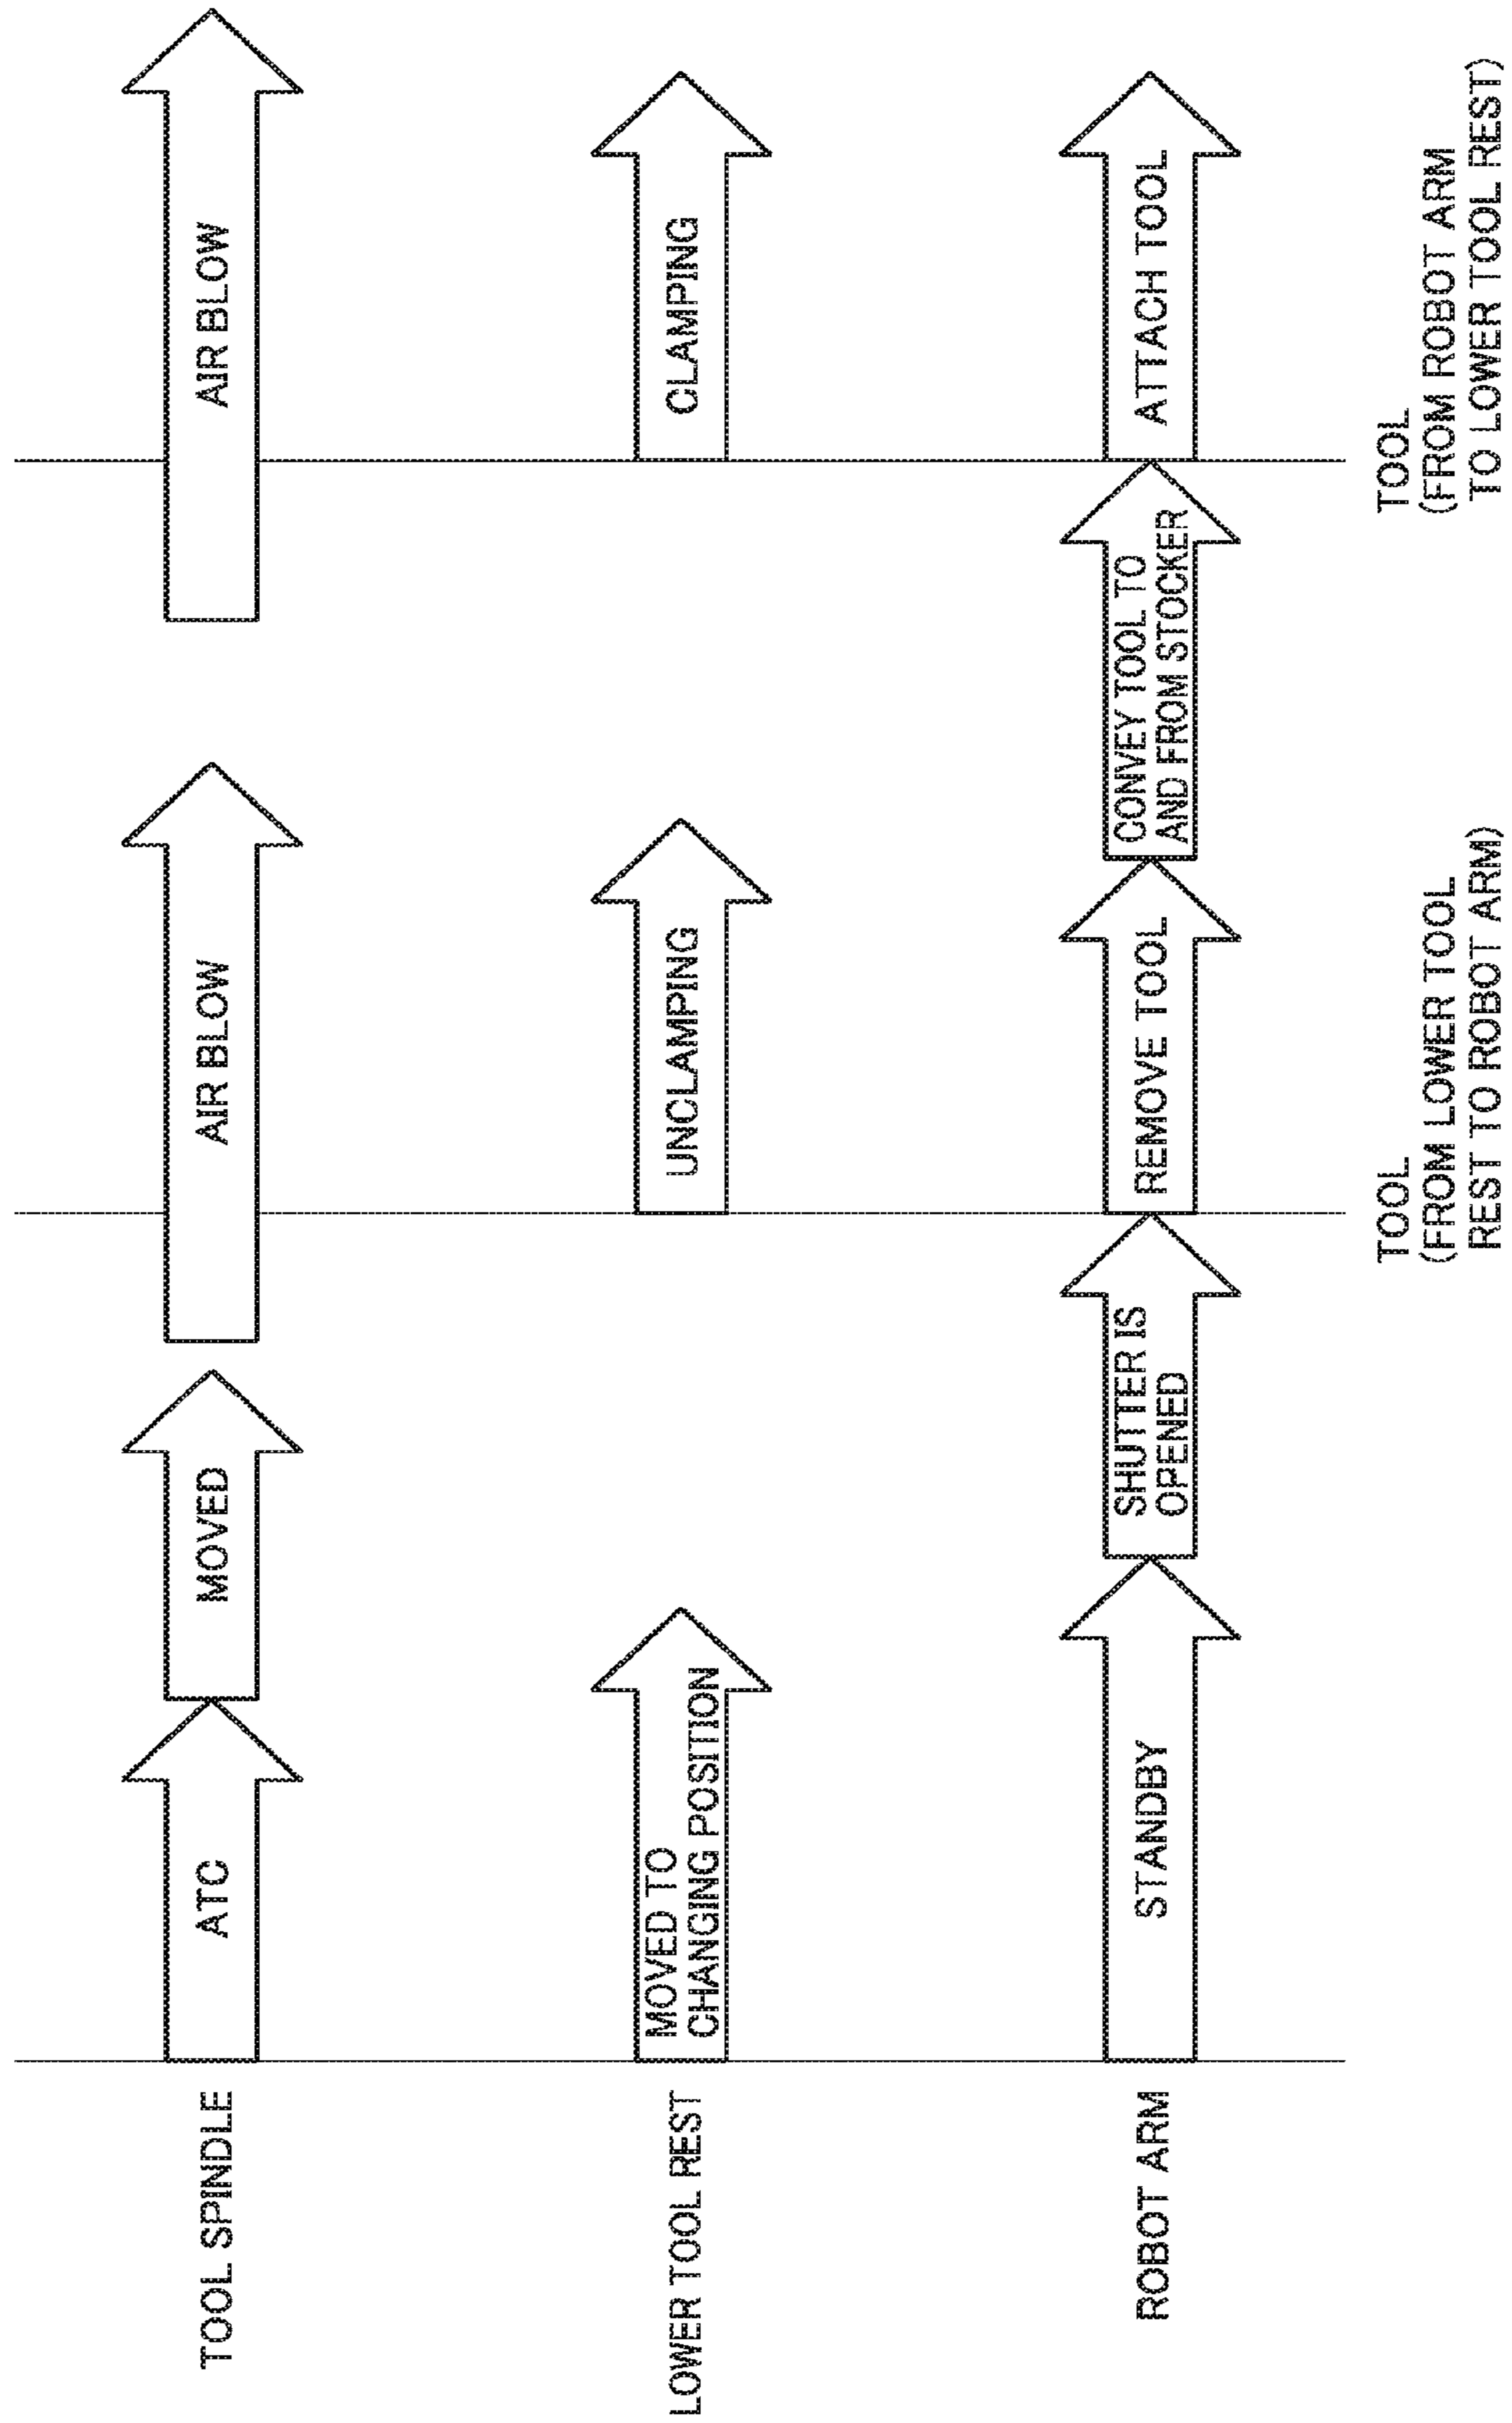 TOOL SPINDLE
ATC
MOVED
AIR BLOW
AIR BLOW
LOWER TOOL REST
MOVED TO
CHANGING POSITION
UNCLAMPING
CLAMPING
ROBOT ARM
STANDBY
SHUTTER IS
OPENED
REMOVE TOOL
CONVEY TOOL TO
AND FROM STOCKER
ATTACH TOOL
TOOL
(FROM LOWER TOOL
REST TO ROBOT ARM)
TOOL
(FROM ROBOT ARM
TO LOWER TOOL REST)